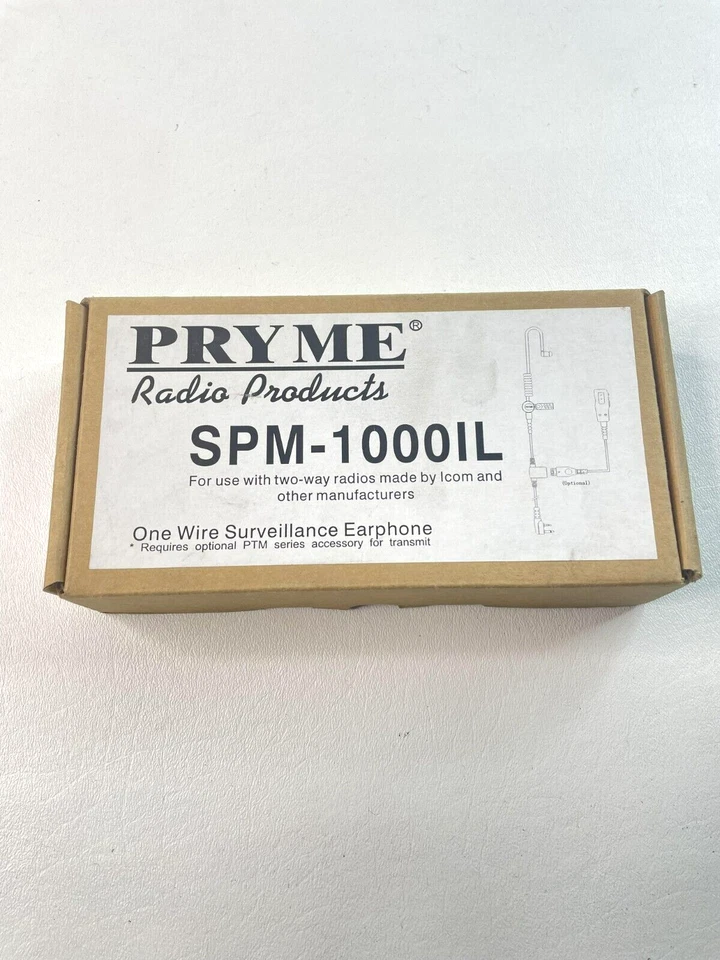 PRYME®
Radio Products
SPM-1000IL
For use with two-way radios made by Icom and
other manufacturers
(Optional)
One Wire Surveillance Earphone
* Requires optional PTM series accessory for transmit